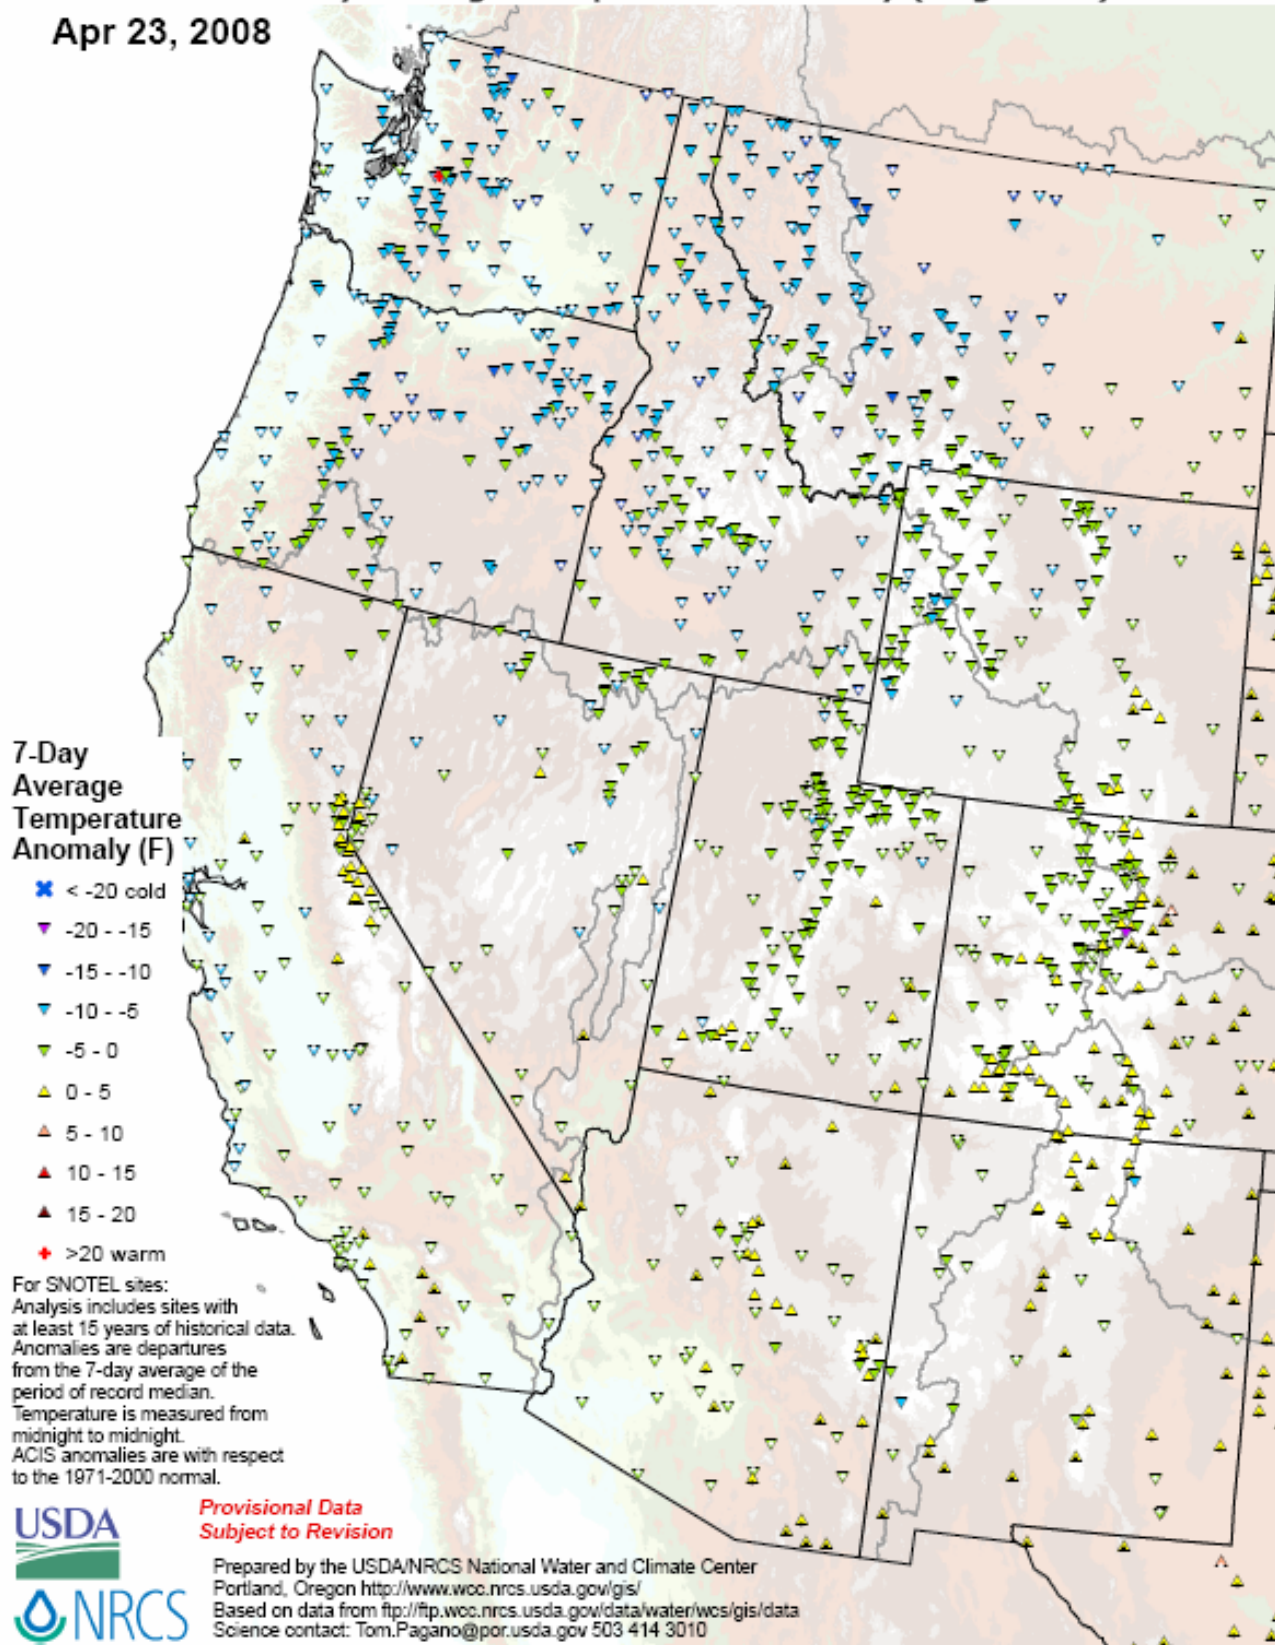 Apr 23, 2008
7-Day
Average
Temperature
Anomaly (F)
< -20 cold
-20 - -15
-15 - -10
-10 - -5
-5 - 0
0 - 5
5 - 10
10 - 15
15 - 20
>20 warm
For SNOTEL sites:
Analysis includes sites with
at least 15 years of historical data.
Anomalies are departures
from the 7-day average of the
period of record median.
Temperature is measured from
midnight to midnight.
ACIS anomalies are with respect
to the 1971-2000 normal.
USDA
NRCS
Provisional Data
Subject to Revision
Prepared by the USDA/NRCS National Water and Climate Center
Portland, Oregon http://www.wcc.nrcs.usda.gov/gis/
Based on data from ftp://ftp.wcc.nrcs.usda.gov/data/water/wcs/gis/data
Science contact: Tom.Pagano@por.usda.gov 503 414 3010